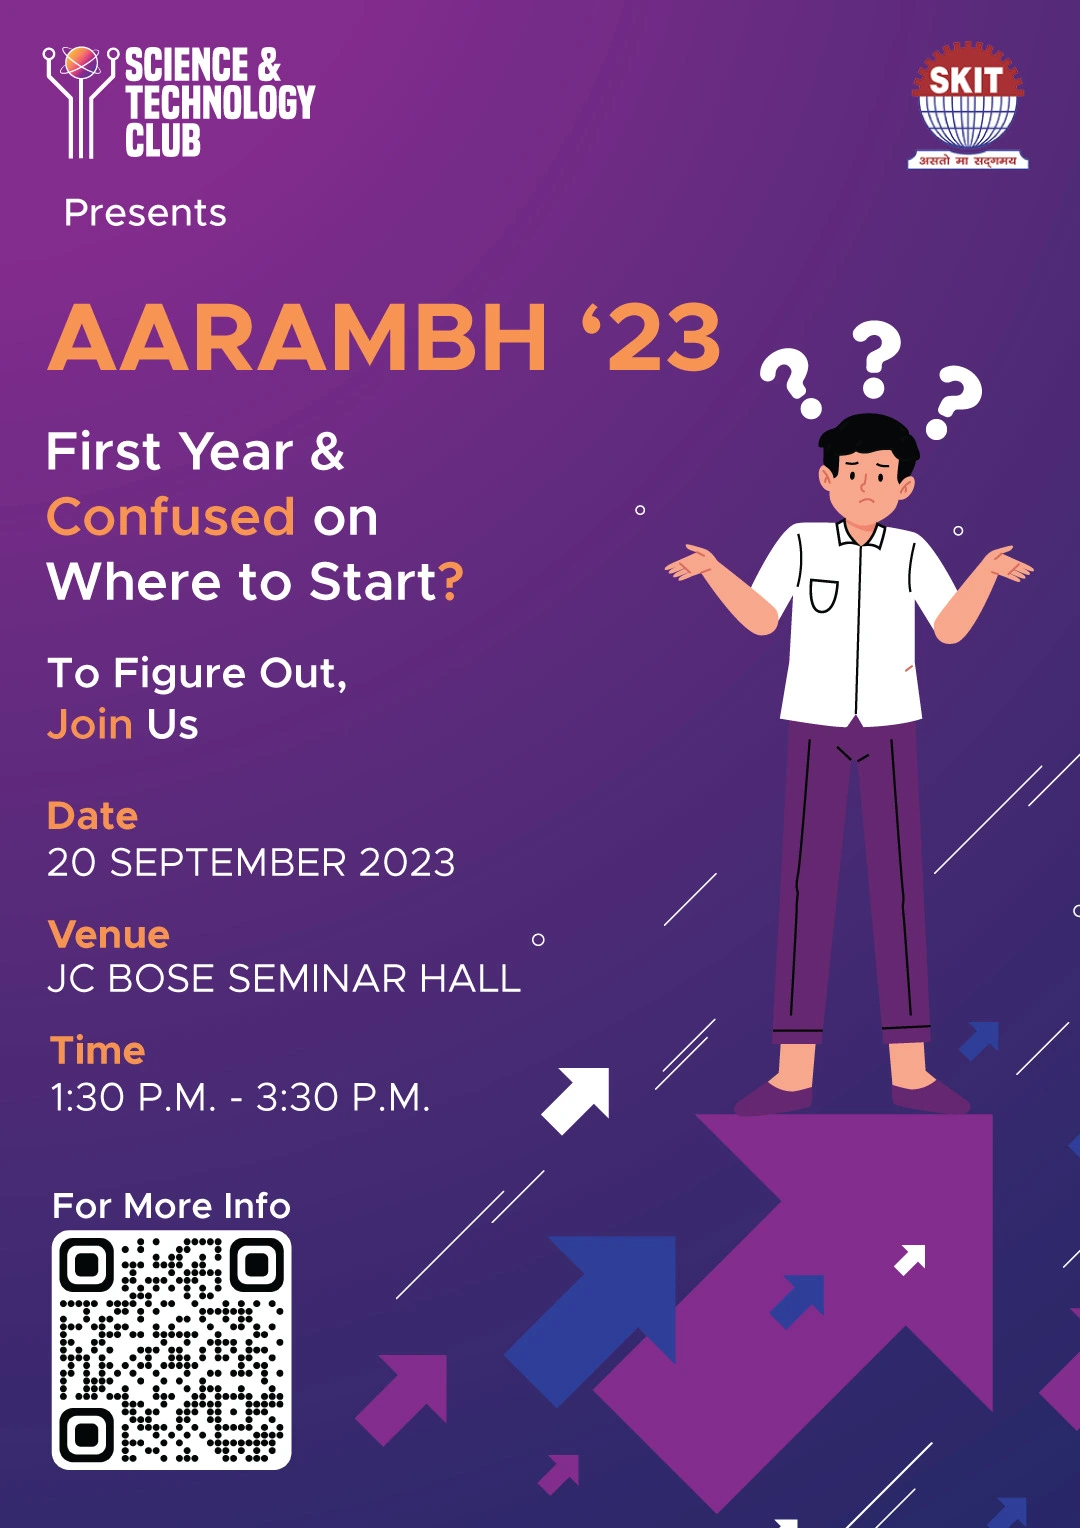 SCIENCE &
TECHNOLOGY
CLUB
SKIT
असतो मा सद्गमय
Presents
AARAMBH ‘23
First Year &
Confused on
Where to Start?
To Figure Out,
Join Us
Date
20 SEPTEMBER 2023
Venue
JC BOSE SEMINAR HALL
Time
1:30 P.M. - 3:30 P.M.
For More Info
? ? ?